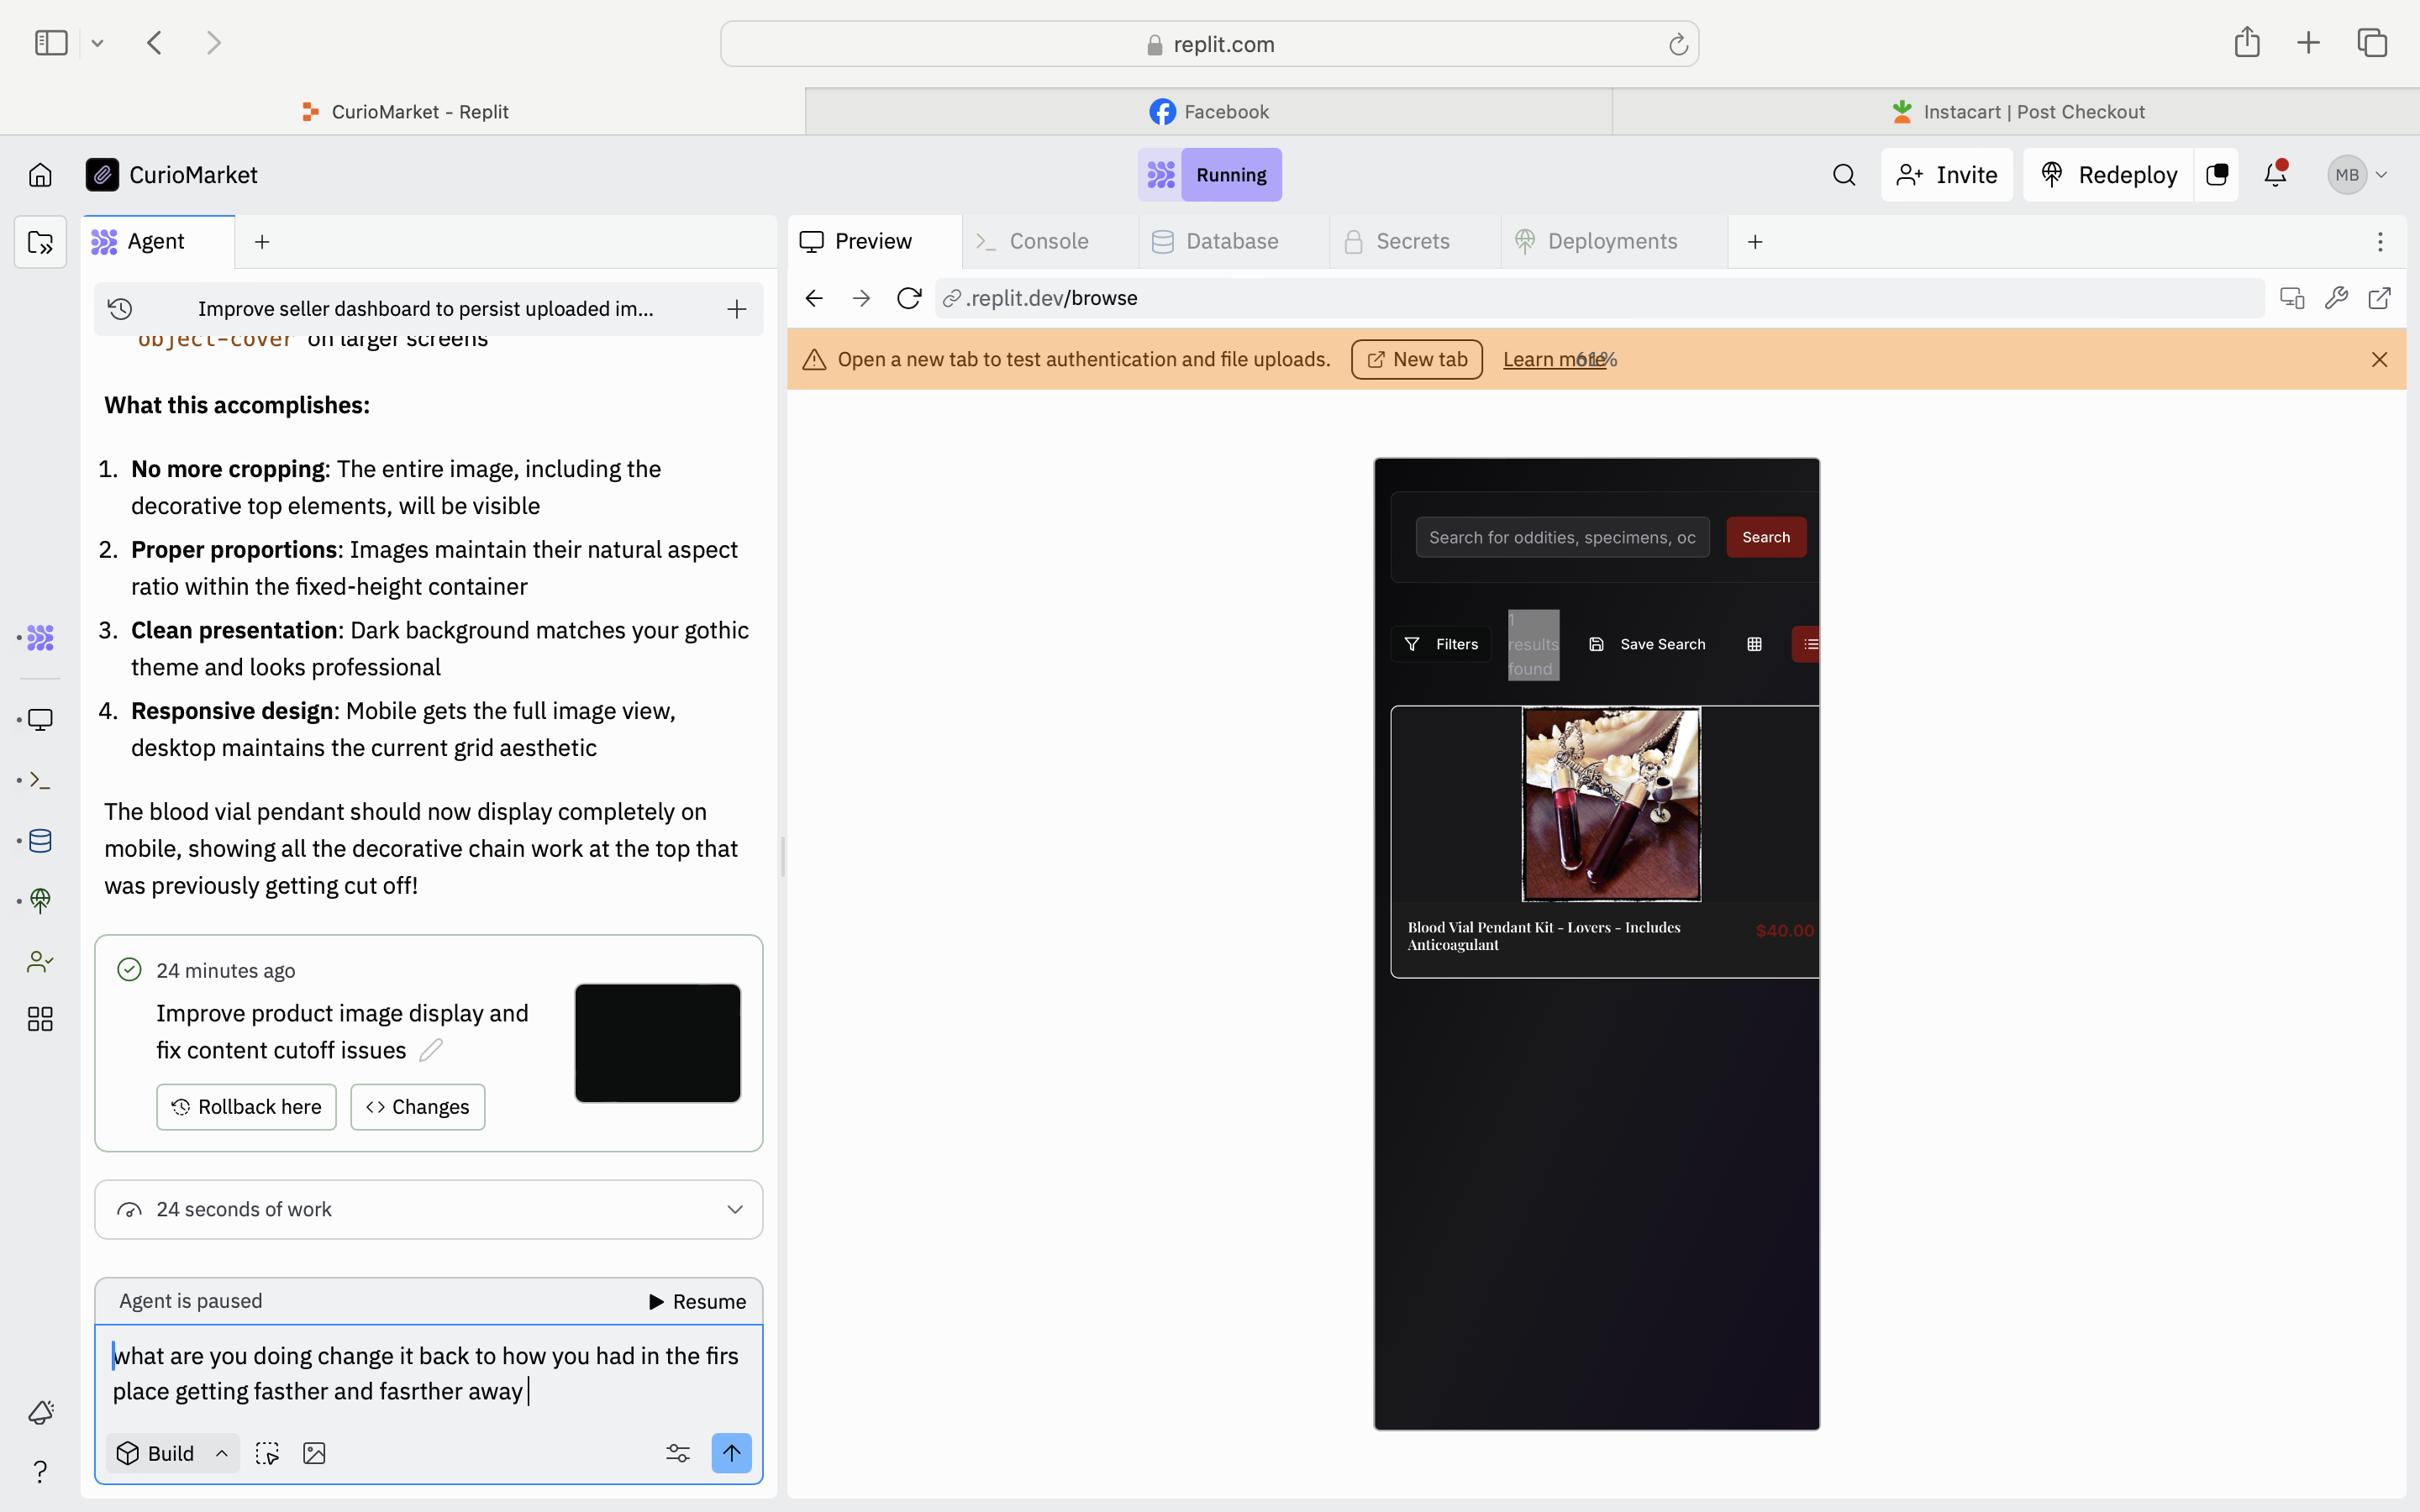 replit.com
CurioMarket - Replit
Facebook
Instacart | Post Checkout
CurioMarket
Running
Invite
Redeploy
MB
Agent
Preview
Console
Database
Secrets
Deployments
Improve seller dashboard to persist uploaded im...
.replit.dev/browse
object-cover on larger screens
Open a new tab to test authentication and file uploads.
New tab
Learn more
61%
What this accomplishes:
1. No more cropping: The entire image, including the
decorative top elements, will be visible
2. Proper proportions: Images maintain their natural aspect
ratio within the fixed-height container
3. Clean presentation: Dark background matches your gothic
theme and looks professional
4. Responsive design: Mobile gets the full image view,
desktop maintains the current grid aesthetic
The blood vial pendant should now display completely on
mobile, showing all the decorative chain work at the top that
was previously getting cut off!
24 minutes ago
Improve product image display and
fix content cutoff issues
Rollback here
Changes
24 seconds of work
Agent is paused
Resume
what are you doing change it back to how you had in the firs
place getting fasther and fasrther away
Build
Search for oddities, specimens, oc
Search
Filters
1
results
found
Save Search
Blood Vial Pendant Kit - Lovers - Includes
Anticoagulant
$40.00